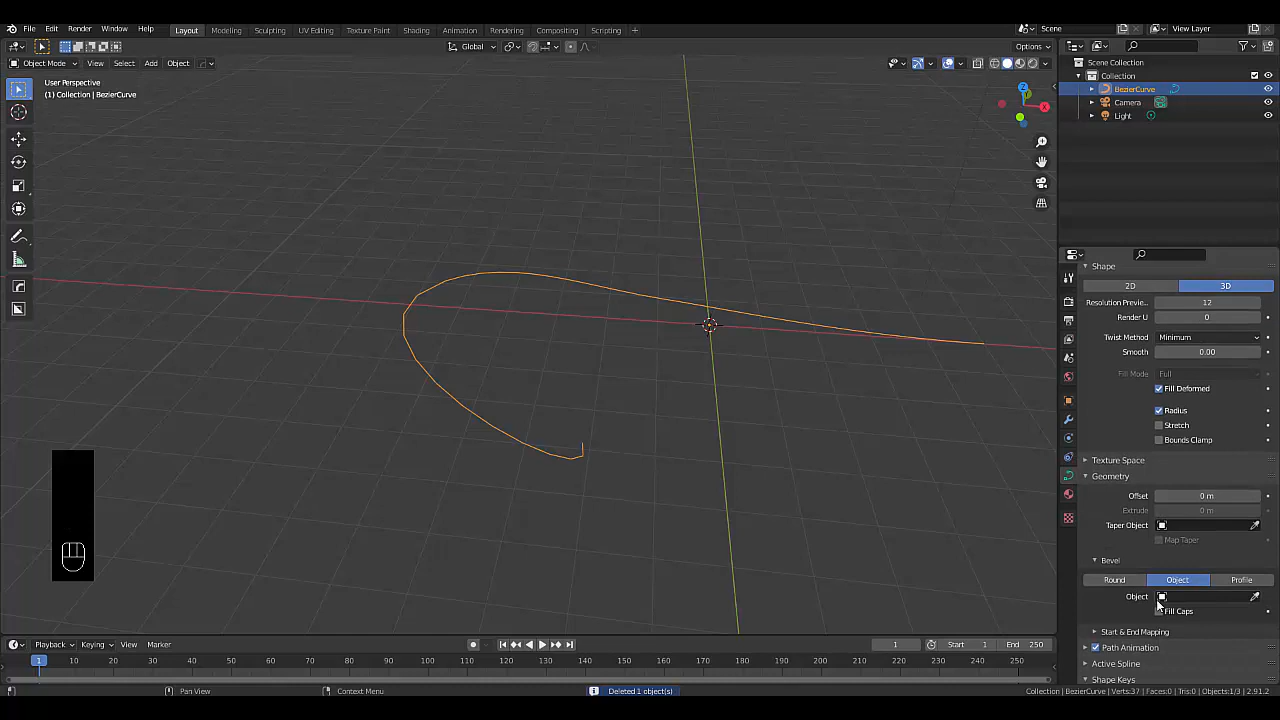 File Edit Render Window Help Layout Modeling Sculpting UV Editing Texture Paint Shading Animation Rendering Compositing Scripting + Scene View Layer
Global Options
Object Mode View Select Add Object
User Perspective
(1) Collection | BezierCurve
Scene Collection
Collection
BezierCurve
Camera
Light
Z
X
Shape
2D 3D
Resolution Previe... 12
Render U 0
Twist Method Minimum
Smooth 0.00
Fill Mode Full
Fill Deformed
Radius
Stretch
Bounds Clamp
Texture Space
Geometry
Offset 0 m
Extrude 0 m
Taper Object
Map Taper
Bevel
Round Object Profile
Object
Fill Caps
Start & End Mapping
Path Animation
Active Spline
Shape Keys
Playback Keying View Marker 1 Start 1 End 250
1 10 20 30 40 50 60 70 80 90 100 110 120 130 140 150 160 170 180 190 200 210 220 230 240 250
Pan View Context Menu Deleted 1 object(s) Collection | BezierCurve | Verts:37 | Faces:0 | Tris:0 | Objects:1/3 | 2.91.2